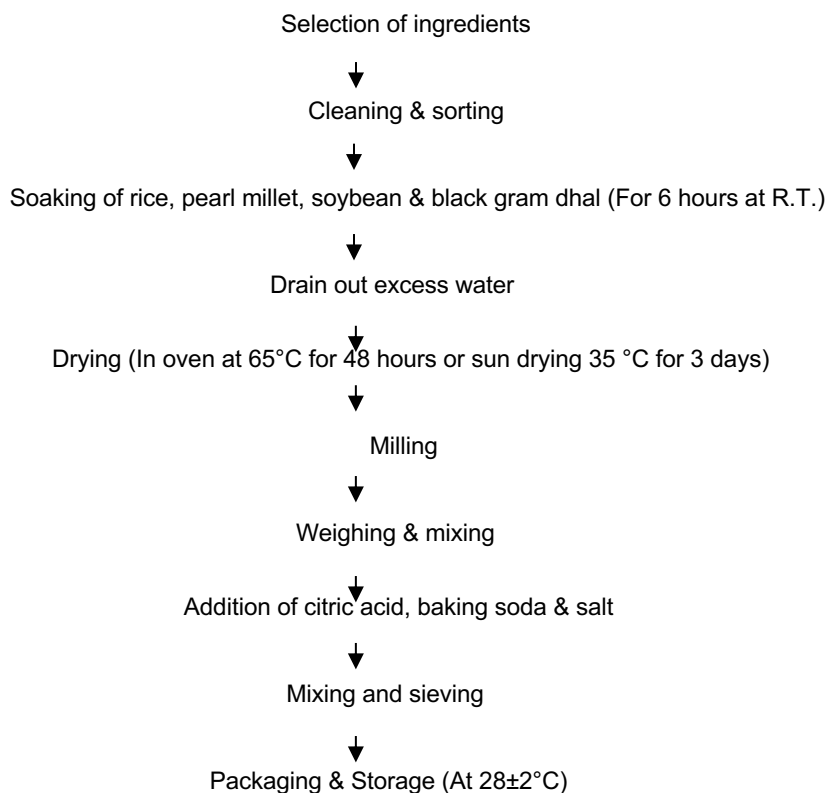 Selection of ingredients
Cleaning & sorting
Soaking of rice, pearl millet, soybean & black gram dhal (For 6 hours at R.T.)
Drain out excess water
Drying (In oven at 65°C for 48 hours or sun drying 35 °C for 3 days)
Milling
Weighing & mixing
Addition of citric acid, baking soda & salt
Mixing and sieving
Packaging & Storage (At 28±2°C)